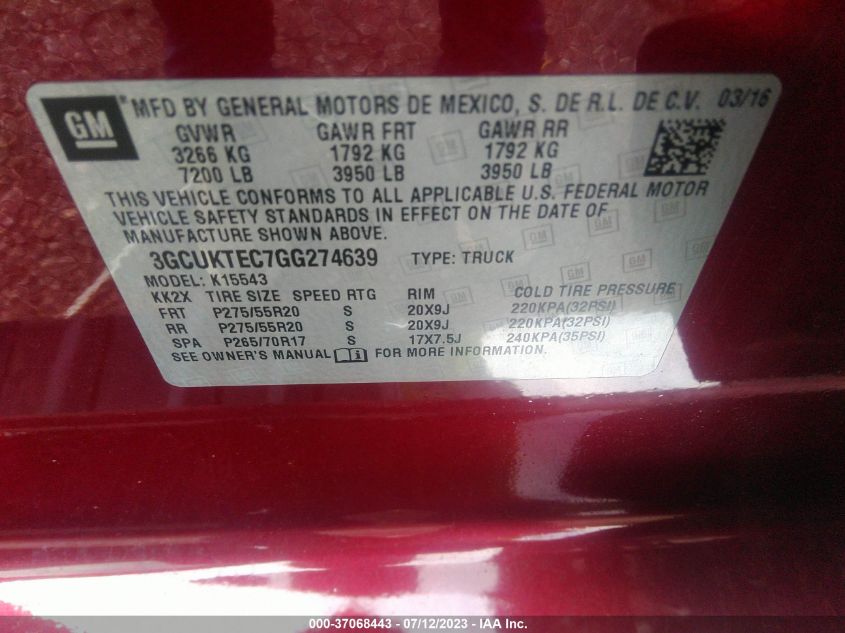 GM
MFD BY GENERAL MOTORS DE MEXICO, S. DE R.L. DE C.V. 03/16
GVWR GAWR FRT GAWR RR
3266 KG 1792 KG 1792 KG
7200 LB 3950 LB 3950 LB
THIS VEHICLE CONFORMS TO ALL APPLICABLE U.S. FEDERAL MOTOR
VEHICLE SAFETY STANDARDS IN EFFECT ON THE DATE OF
MANUFACTURE SHOWN ABOVE.
3GCUKTEC7GG274639 TYPE: TRUCK
MODEL: K15543
KK2X TIRE SIZE SPEED RTG RIM COLD TIRE PRESSURE
FRT P275/55R20 S 20X9J 220KPA(32PSI)
RR P275/55R20 S 20X9J 220KPA(32PSI)
SPA P265/70R17 S 17X7.5J 240KPA(35PSI)
SEE OWNER'S MANUAL FOR MORE INFORMATION.
000-37068443 - 07/12/2023 - IAA Inc.